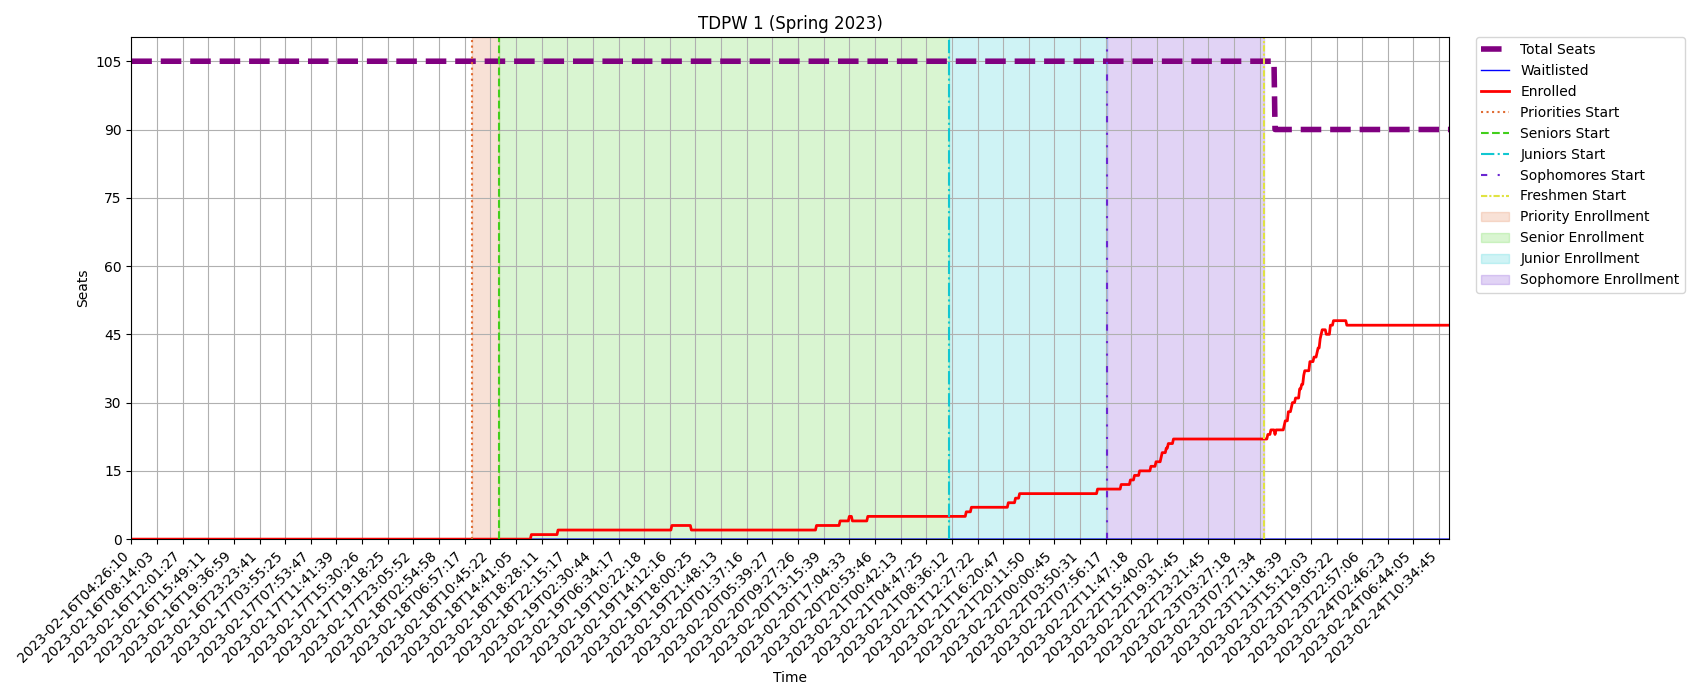 TDPW 1 (Spring 2023)
Seats
105
90
75
60
45
30
15
0
2023-02-16T04:26:10
2023-02-16T08:14:03
2023-02-16T12:01:27
2023-02-16T15:49:11
2023-02-16T19:36:59
2023-02-16T23:23:41
2023-02-17T03:55:25
2023-02-17T07:53:47
2023-02-17T11:41:39
2023-02-17T15:30:26
2023-02-17T19:18:25
2023-02-17T23:05:52
2023-02-18T02:54:58
2023-02-18T06:57:17
2023-02-18T10:45:22
2023-02-18T14:41:05
2023-02-18T18:28:11
2023-02-18T22:15:17
2023-02-19T02:30:44
2023-02-19T06:34:17
2023-02-19T10:22:18
2023-02-19T14:12:16
2023-02-19T18:00:25
2023-02-19T21:48:13
2023-02-20T01:37:16
2023-02-20T05:39:27
2023-02-20T09:27:26
2023-02-20T13:15:39
2023-02-20T17:04:33
2023-02-20T20:53:46
2023-02-21T00:42:13
2023-02-21T04:47:25
2023-02-21T08:36:12
2023-02-21T12:27:22
2023-02-21T16:20:47
2023-02-21T20:11:50
2023-02-22T00:00:45
2023-02-22T03:50:31
2023-02-22T07:56:17
2023-02-22T11:47:18
2023-02-22T15:40:02
2023-02-22T19:31:45
2023-02-22T23:21:45
2023-02-23T03:27:18
2023-02-23T07:27:34
2023-02-23T11:18:39
2023-02-23T15:12:03
2023-02-23T19:05:22
2023-02-23T22:57:06
2023-02-24T02:46:23
2023-02-24T06:44:05
2023-02-24T10:34:45
Time
Total Seats
Waitlisted
Enrolled
Priorities Start
Seniors Start
Juniors Start
Sophomores Start
Freshmen Start
Priority Enrollment
Senior Enrollment
Junior Enrollment
Sophomore Enrollment